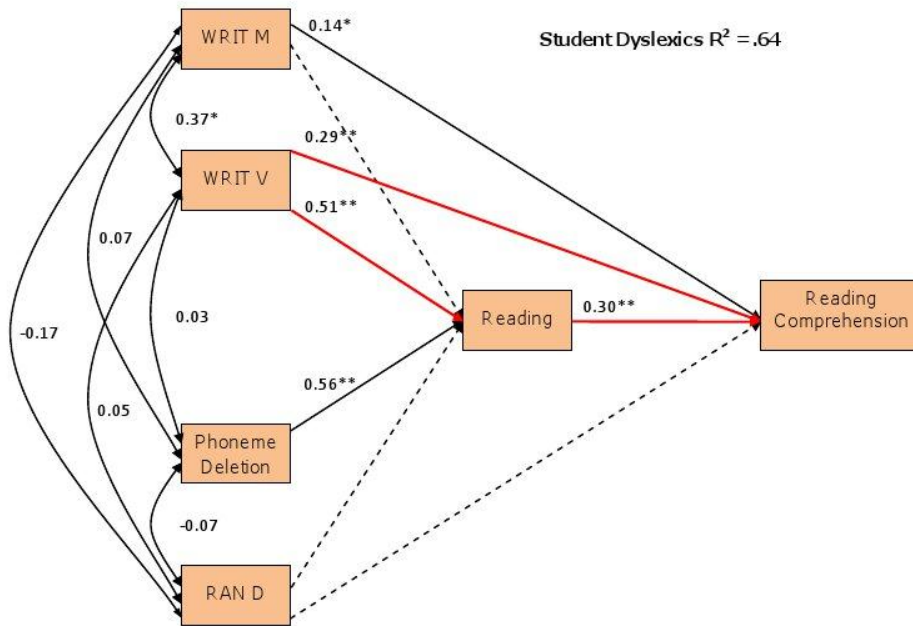 WRIT M
0.14*
Student Dyslexics R² =.64
0.37*
WRIT V
0.29**
0.51**
0.07
0.03
-0.17
Reading
0.30**
Reading
Comprehension
0.56**
0.05
Phoneme
Deletion
-0.07
RAN D